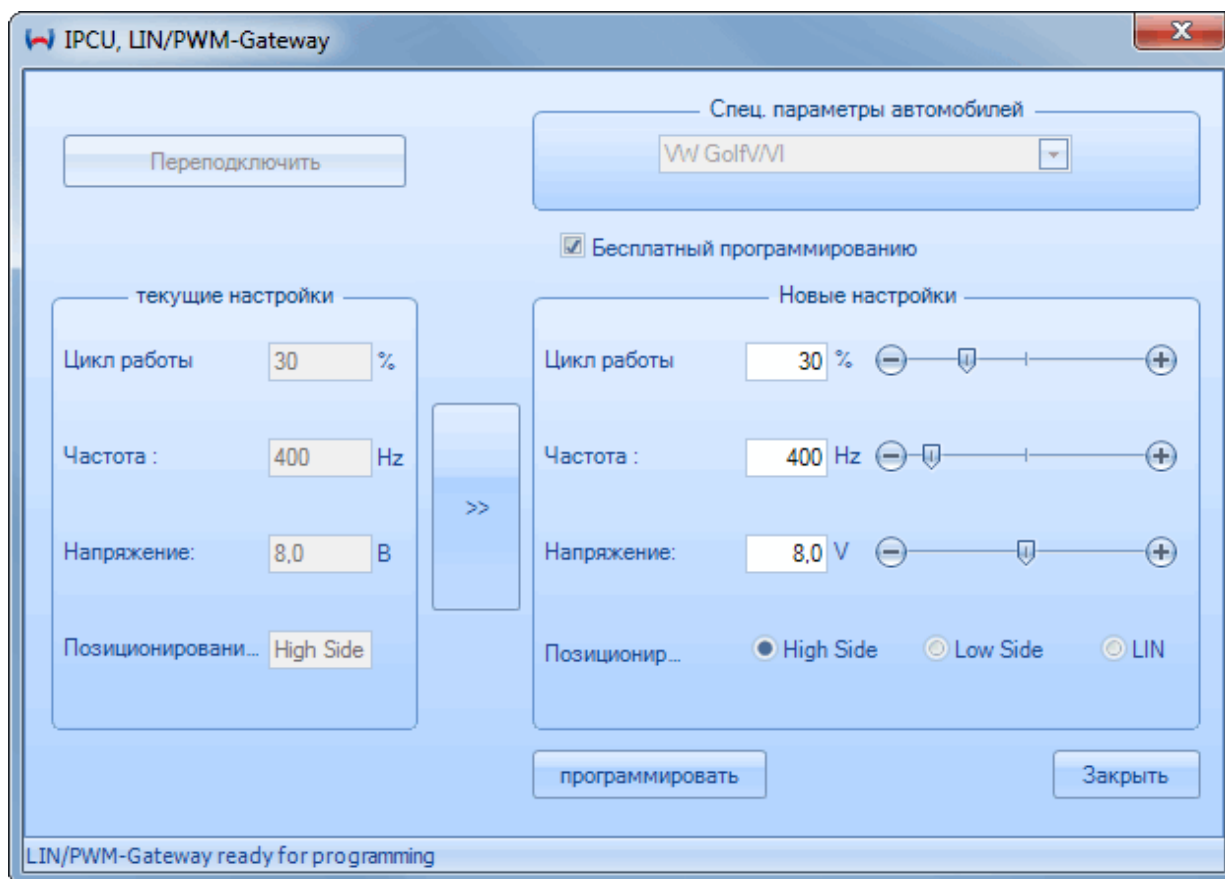 IPCU, LIN/PWM-Gateway
X
Спец. параметры автомобилей
Переподключить
VW GolfV/VI
Бесплатный программированию
текущие настройки
Цикл работы 30 %
Частота : 400 Hz
Напряжение: 8,0 В
Позиционировани... High Side
>>
Новые настройки
Цикл работы 30 %
Частота : 400 Hz
Напряжение: 8,0 V
Позиционир... High Side Low Side LIN
программировать
Закрыть
LIN/PWM-Gateway ready for programming